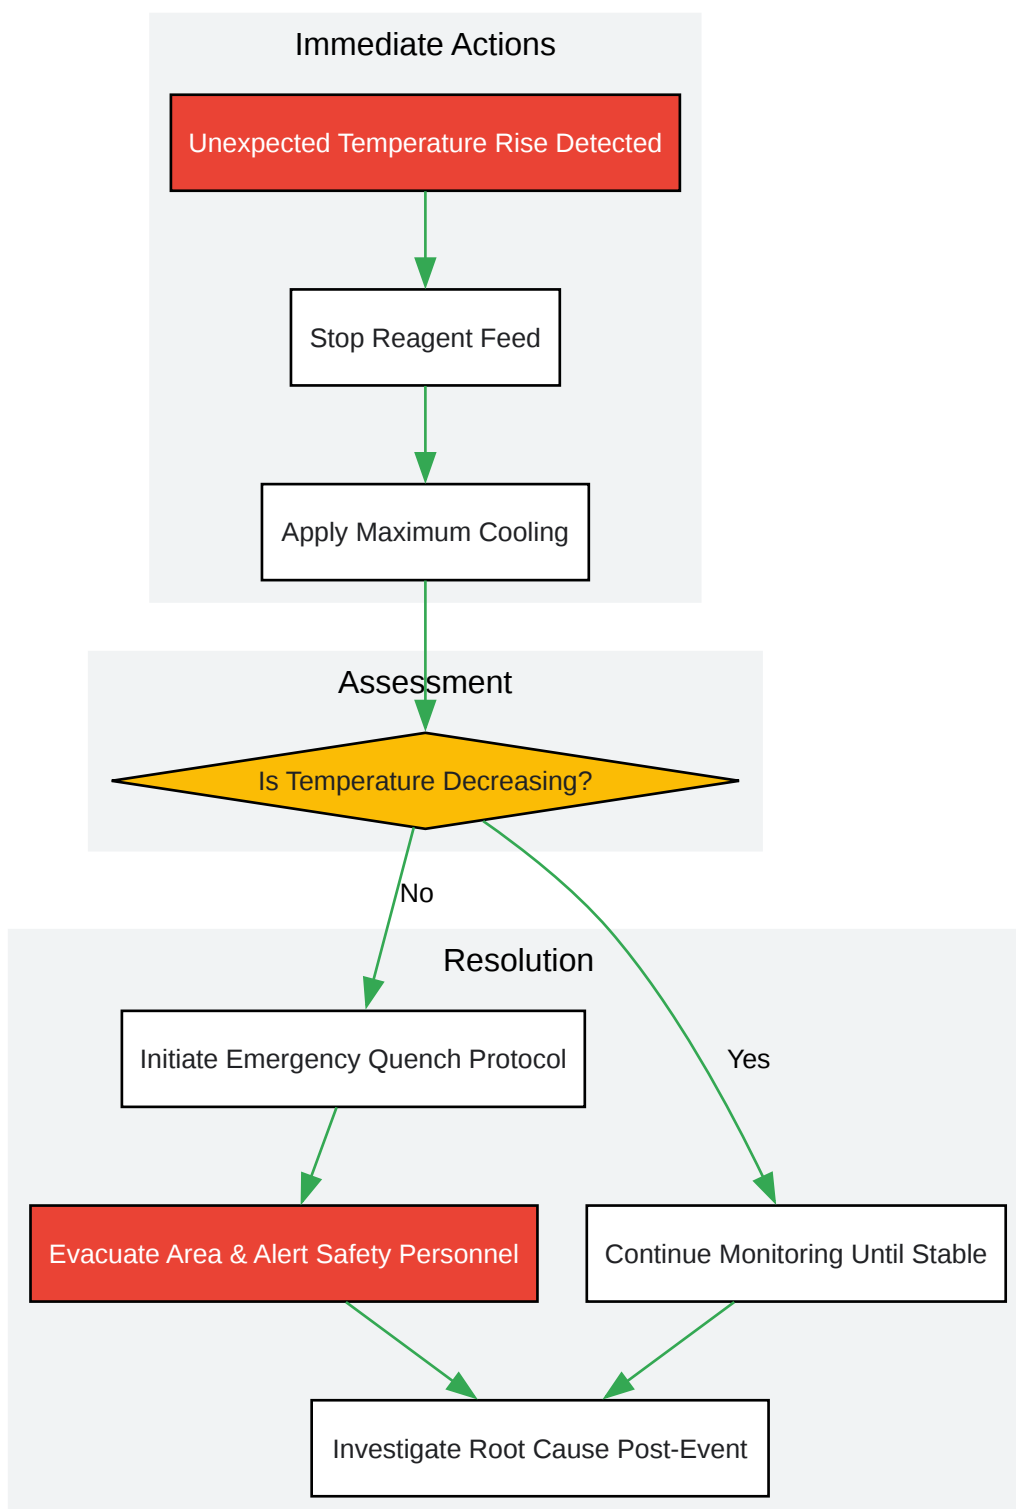 Immediate Actions
Unexpected Temperature Rise Detected
Stop Reagent Feed
Apply Maximum Cooling
Assessment
Is Temperature Decreasing?
No
Resolution
Initiate Emergency Quench Protocol
Yes
Evacuate Area & Alert Safety Personnel
Continue Monitoring Until Stable
Investigate Root Cause Post-Event